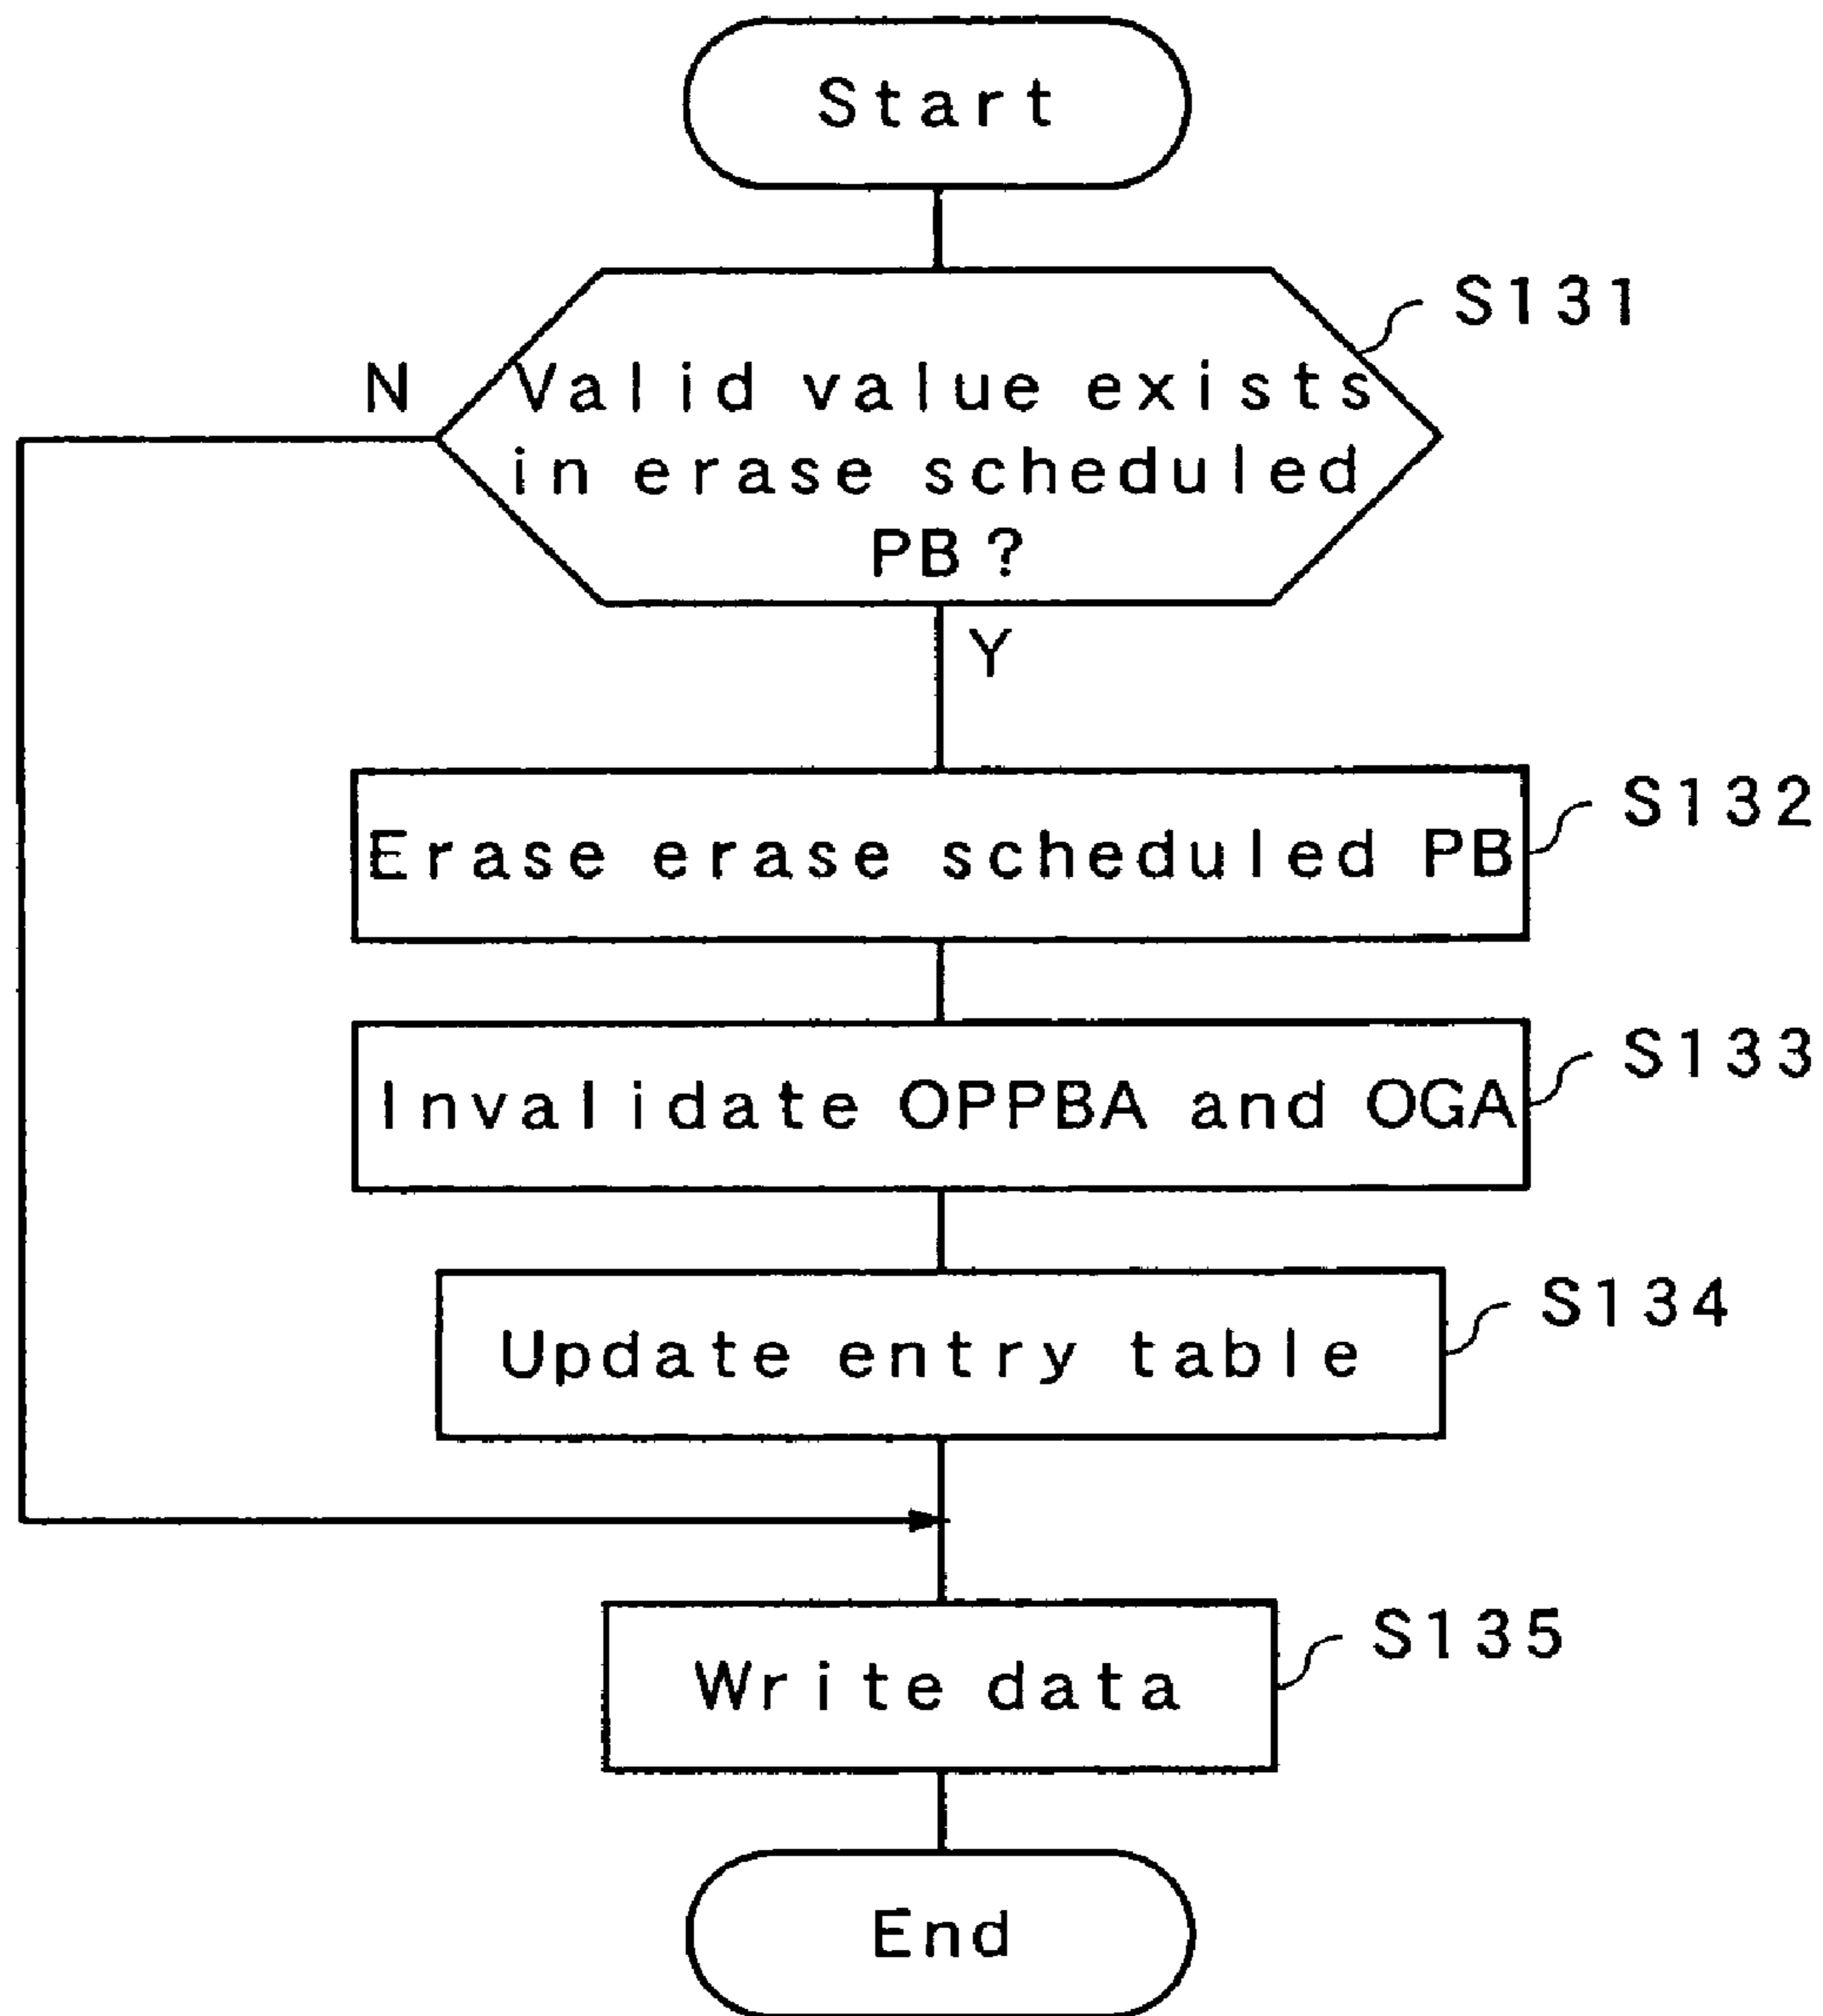 Start
S131
N
Valid value exists
in erase scheduled
PB?
Y
Erase erase scheduled PB
S132
Invalidate OPPBA and OGA
S133
Update entry table
S134
Write data
S135
End